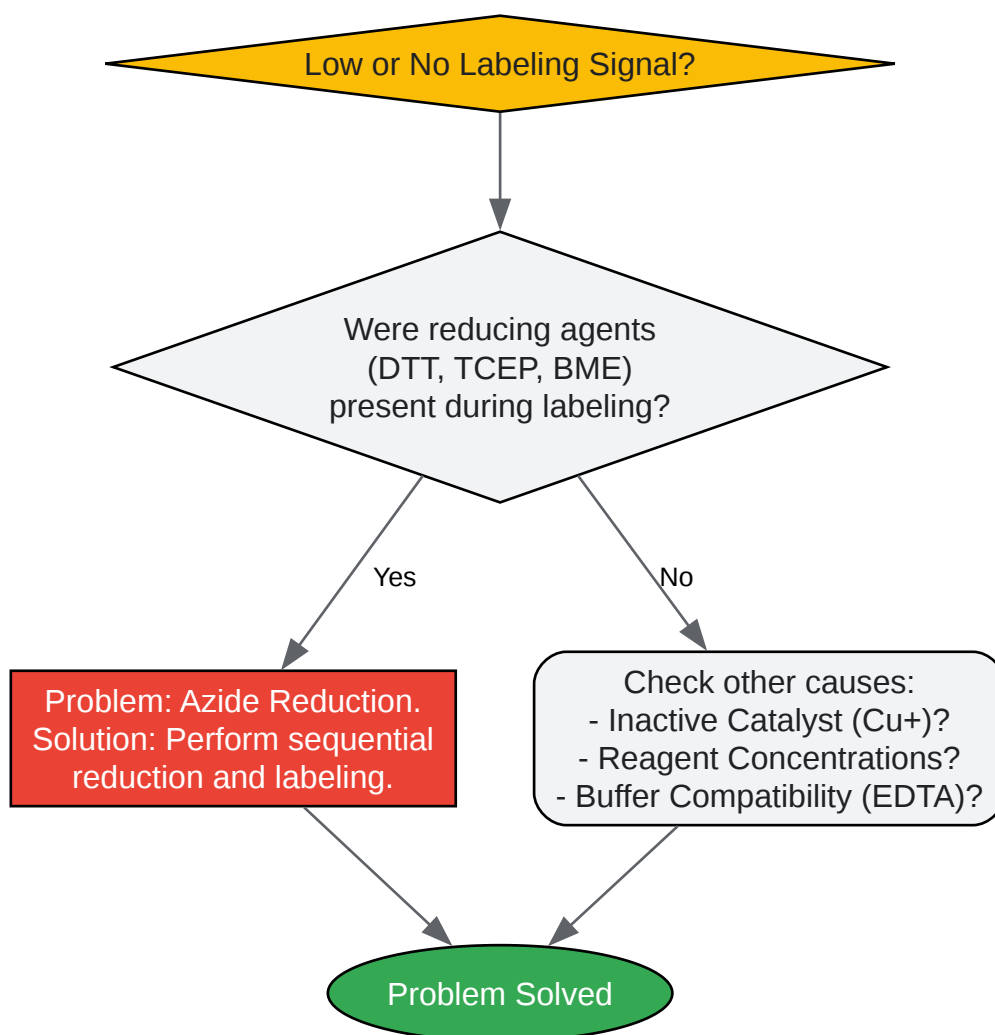 Low or No Labeling Signal?
Were reducing agents
(DTT, TCEP, BME)
present during labeling?
Yes
No
Problem: Azide Reduction.
Solution: Perform sequential
reduction and labeling.
Check other causes:
- Inactive Catalyst (Cu+)?
- Reagent Concentrations?
- Buffer Compatibility (EDTA)?
Problem Solved